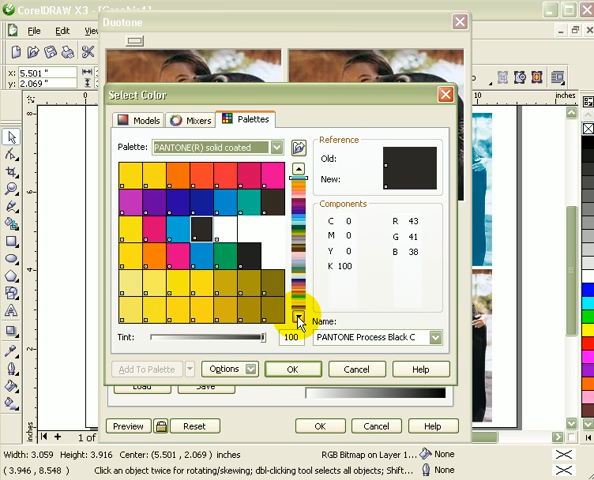 CorelDRAW X3 - [Graphic1]
Duotone
File
Edit
x: 5.501 "
y: 2.069 "
inches
Select Color
Models
Mixers
Palettes
Palette:
PANTONE(R) solid coated
Reference
Old:
New:
Components
C 0 R 43
M 0 G 41
Y 0 B 38
K 100
Name:
Tint:
100
PANTONE Process Black C
Add To Palette
Options
OK
Cancel
Help
Load
Save
Preview
Reset
OK
Cancel
Help
1 of
inches
Width: 3.059 Height: 3.916 Center: (5.501 , 2.069 ) inches
RGB Bitmap on Layer 1...
None
( 3.946 , 8.548 )
Click an object twice for rotating/skewing; dbl-clicking tool selects all objects; Shift...
None